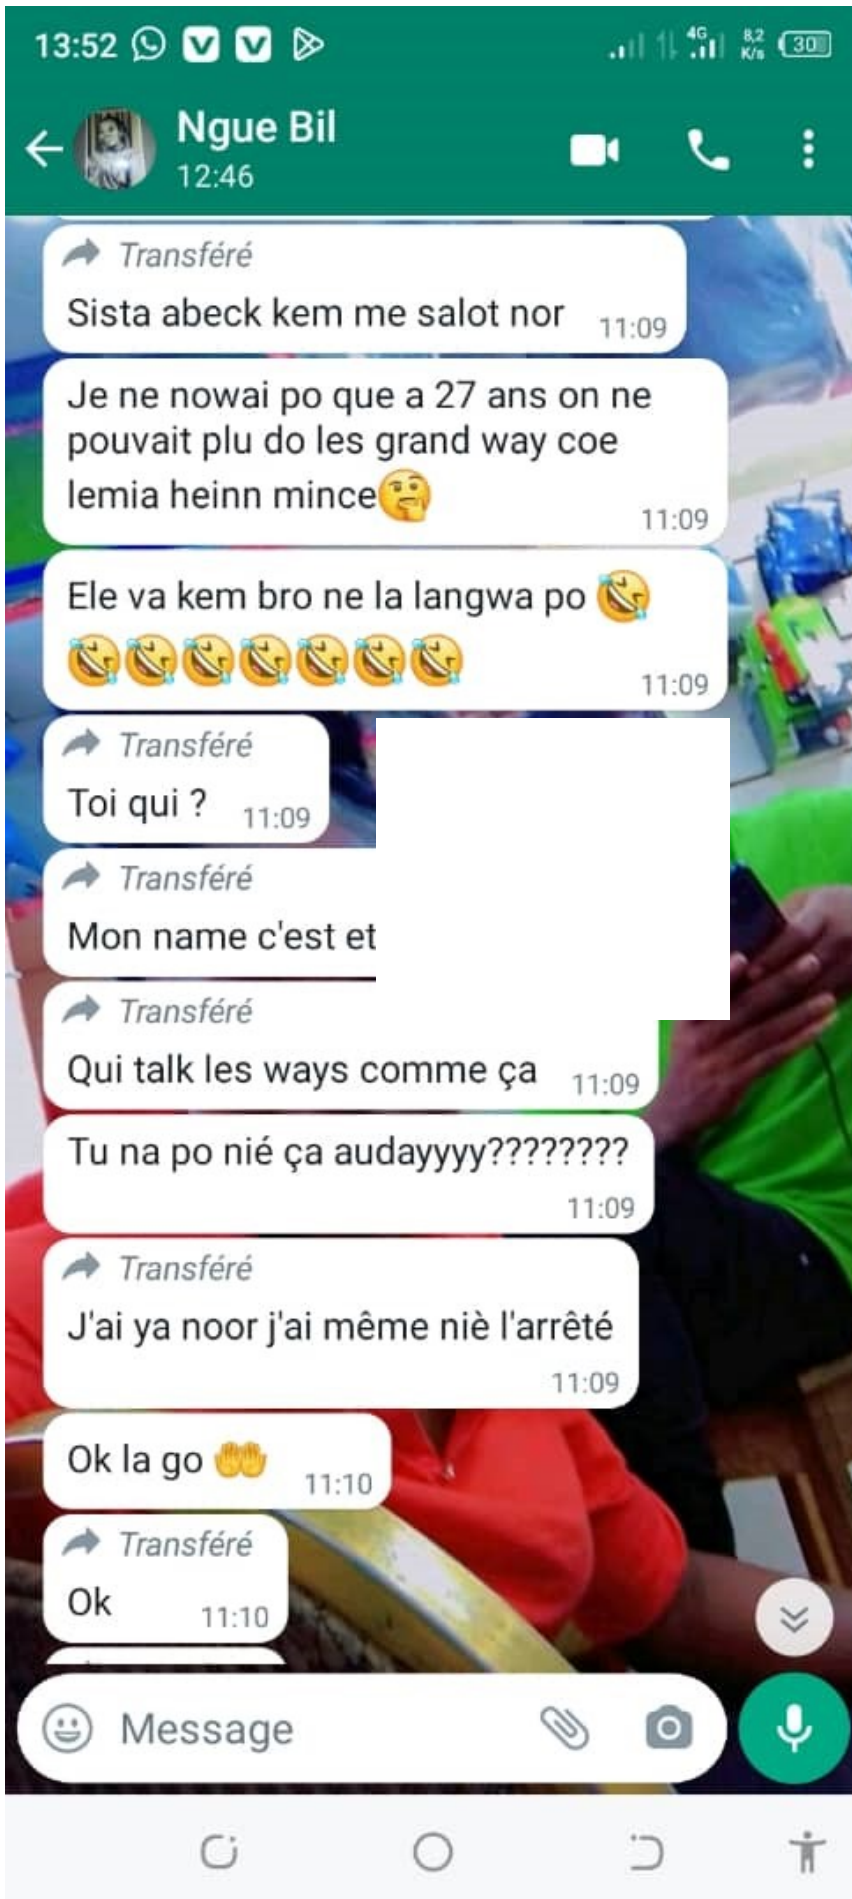 13:52
4G
8,2
K/s
30
Ngue Bil
12:46
Transféré
Sista abeck kem me salot nor 11:09
Je ne nowai po que a 27 ans on ne
pouvait plu do les grand way coe
lemia heinn mince🤔
11:09
Ele va kem bro ne la langwa po 🤣
🤣🤣🤣🤣🤣🤣🤣
11:09
Transféré
Toi qui ? 11:09
Transféré
Mon name c'est et
Transféré
Qui talk les ways comme ça 11:09
Tu na po nié ça audayyyy????????
11:09
Transféré
J'ai ya noor j'ai même niè l'arrêté
11:09
Ok la go 🤲 11:10
Transféré
Ok 11:10
Message